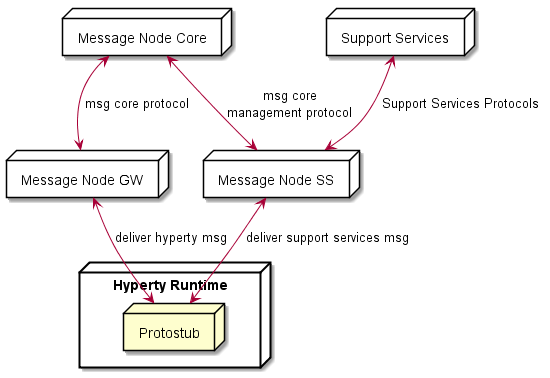 Message Node Core
Support Services
msg core protocol
msg core
management protocol
Support Services Protocols
Message Node GW
Message Node SS
deliver hyperty msg
deliver support services msg
Hyperty Runtime
Protostub